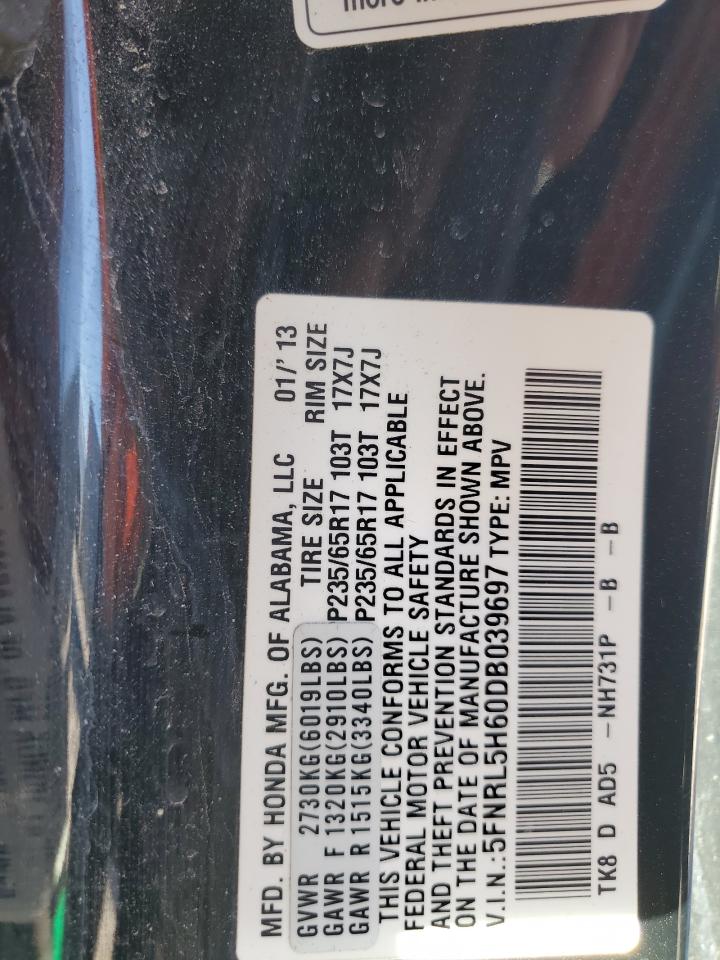 MFD. BY HONDA MFG. OF ALABAMA, LLC 01/'13
GVWR 2730KG(6019LBS) TIRE SIZE RIM SIZE
GAWR F 1320KG(2910LBS) P235/65R17 103T 17X7J
GAWR R 1515KG(3340LBS) P235/65R17 103T 17X7J
THIS VEHICLE CONFORMS TO ALL APPLICABLE
FEDERAL MOTOR VEHICLE SAFETY
AND THEFT PREVENTION STANDARDS IN EFFECT
ON THE DATE OF MANUFACTURE SHOWN ABOVE.
V.I.N.:5FNRL5H60DB039697 TYPE: MPV
TK8 D AD5 -NH731P -B -B